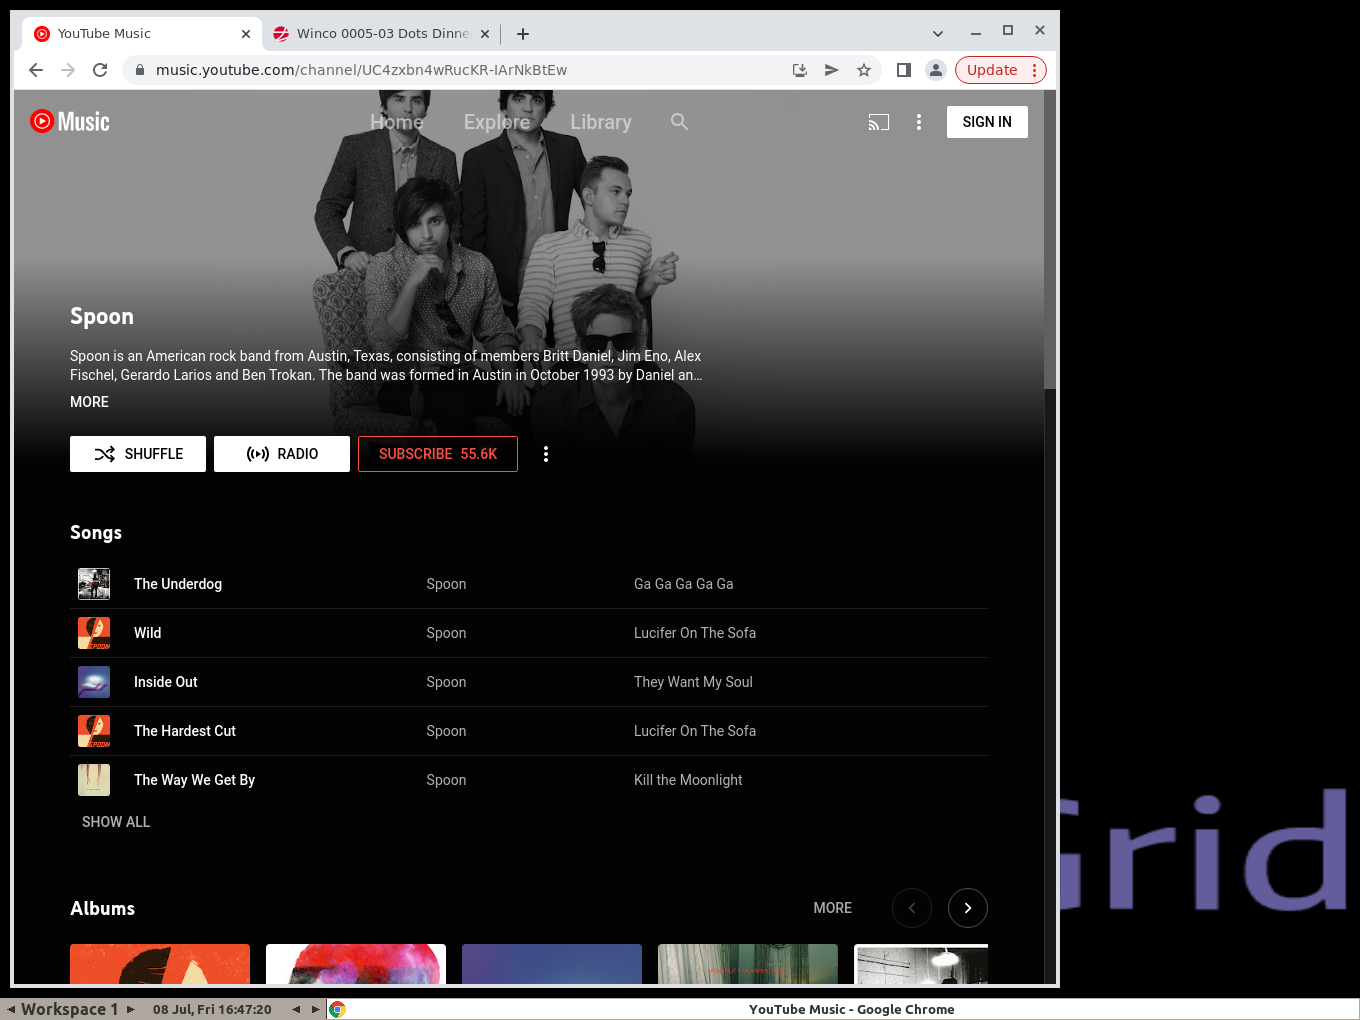 YouTube Music
Winco 0005-03 Dots Dinne
music.youtube.com/channel/UC4zxbn4wRucKR-IArNkBtEw
Update
Music
Home
Explore
Library
SIGN IN
Spoon
Spoon is an American rock band from Austin, Texas, consisting of members Britt Daniel, Jim Eno, Alex
Fischel, Gerardo Larios and Ben Trokan. The band was formed in Austin in October 1993 by Daniel an...
MORE
SHUFFLE
RADIO
SUBSCRIBE 55.6K
Songs
The Underdog Spoon Ga Ga Ga Ga Ga
Wild Spoon Lucifer On The Sofa
Inside Out Spoon They Want My Soul
The Hardest Cut Spoon Lucifer On The Sofa
The Way We Get By Spoon Kill the Moonlight
SHOW ALL
Albums
MORE
Grid
Workspace 1
08 Jul, Fri 16:47:20
YouTube Music - Google Chrome